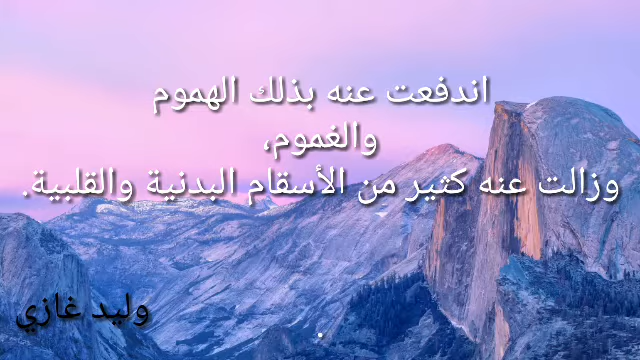 اندفعت عنه بذلك الهموم
والغموم،
وزالت عنه كثير من الأسقام البدنية والقلبية.
وليد غازي